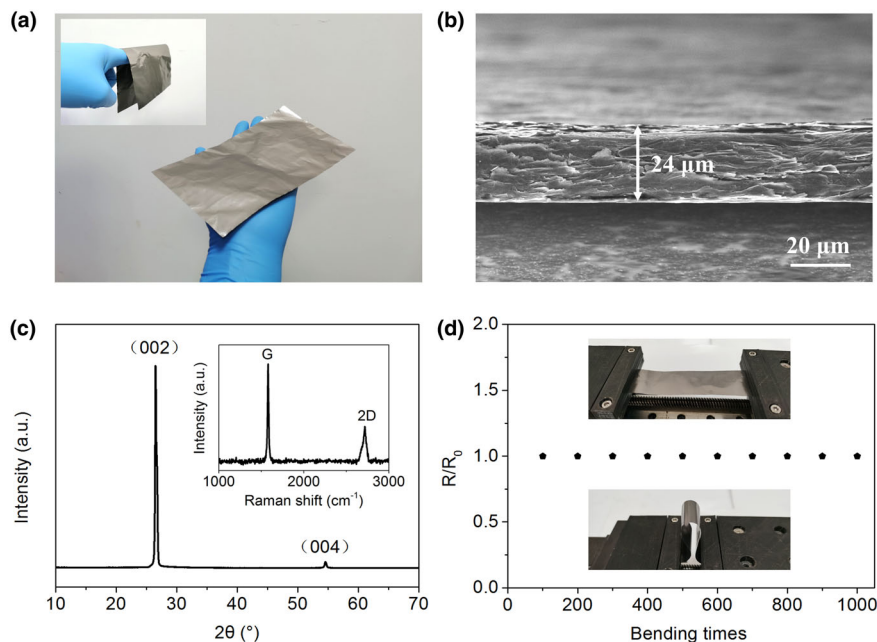 (a)
(b)
24 μm
20 μm
(c)
(002)
(004)
Intensity (a.u.)
10 20 30 40 50 60 70
2θ (°)
G
2D
Intensity (a.u.)
1000 2000 3000
Raman shift (cm⁻¹)
(d)
2.0
1.5
1.0
0.5
0.0
R/R₀
0 200 400 600 800 1000
Bending times